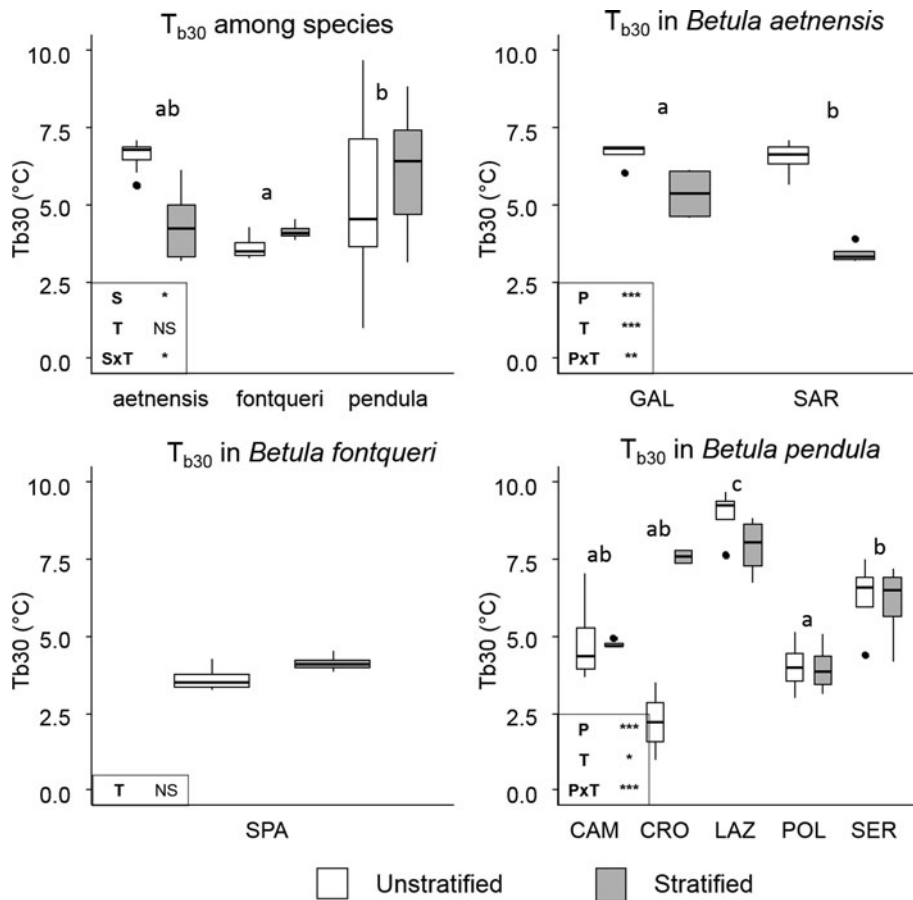 T_b30 among species
10.0
7.5
5.0
2.5
0.0
Tb30 (°C)
ab
a
b
S *
T NS
SxT *
aetnensis fontqueri pendula
T_b30 in Betula aetnensis
10.0
7.5
5.0
2.5
0.0
Tb30 (°C)
a
b
P ***
T ***
PxT **
GAL SAR
T_b30 in Betula fontqueri
10.0
7.5
5.0
2.5
0.0
Tb30 (°C)
T NS
SPA
T_b30 in Betula pendula
10.0
7.5
5.0
2.5
0.0
Tb30 (°C)
ab
ab
c
a
b
P ***
T *
PxT ***
CAM CRO LAZ POL SER
Unstratified Stratified